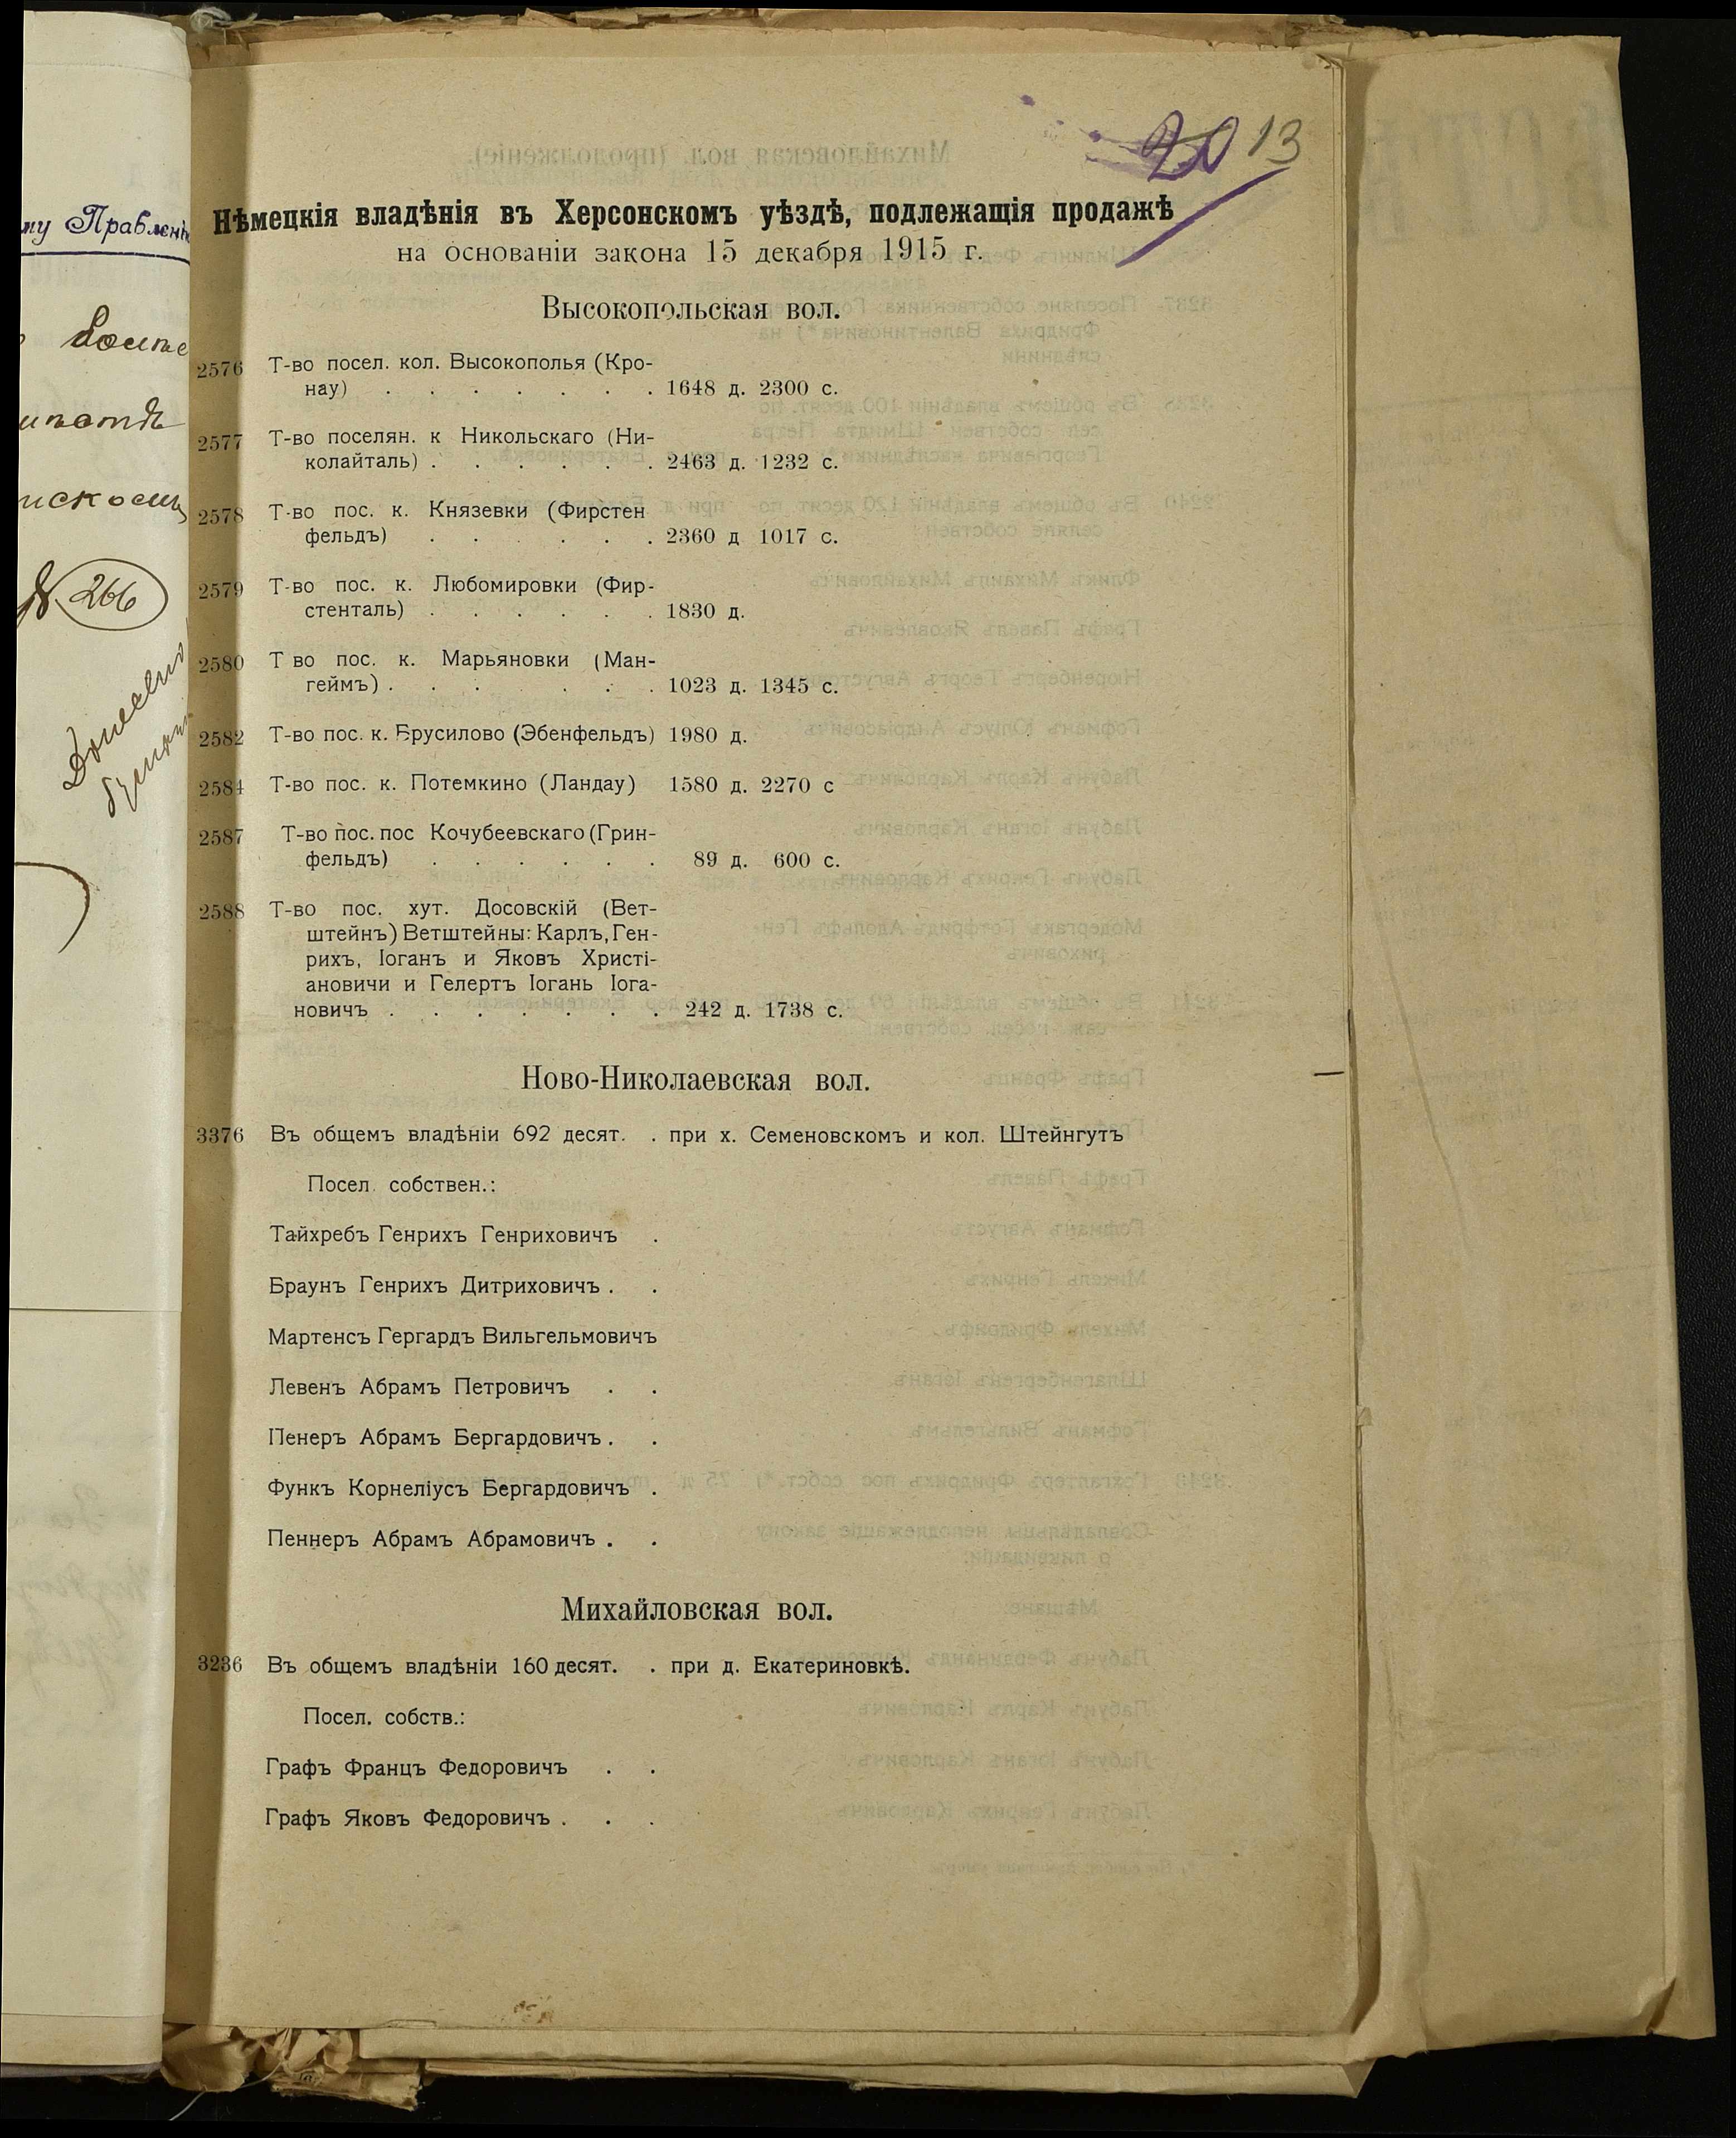 20 13
Нѣмецкія владѣнія въ Херсонскомъ уѣздѣ, подлежащія продажѣ
на основаніи закона 15 декабря 1915 г.
Высокопольская вол.
2576 Т-во посел. кол. Высокополья (Кро-
нау) . . . . . . . 1648 д. 2300 с.
2577 Т-во поселян. к Никольскаго (Ни-
колайталь) . . . . . . 2463 д. 1232 с.
2578 Т-во пос. к. Князевки (Фирстен
фельдъ) . . . . . . 2360 д 1017 с.
2579 Т-во пос. к. Любомировки (Фир-
стенталь) . . . . . . 1830 д.
2580 Т во пос. к. Марьяновки (Ман-
геймъ) . . . . . . 1023 д. 1345 с.
2582 Т-во пос. к. Брусилово (Эбенфельдъ) 1980 д.
2584 Т-во пос. к. Потемкино (Ландау) 1580 д. 2270 с
2587 Т-во пос. пос Кочубеевскаго (Грин-
фельдъ) . . . . . . 89 д. 600 с.
2588 Т-во пос. хут. Досовскій (Вет-
штейнъ) Ветштейны: Карлъ, Ген-
рихъ, Іоганъ и Яковъ Христі-
ановичи и Гелертъ Іогань Іога-
новичъ . . . . . . . 242 д. 1738 с.
Ново-Николаевская вол.
3376 Въ общемъ владѣніи 692 десят. . при х. Семеновскомъ и кол. Штейнгутъ
Посел. собствен.:
Тайхребъ Генрихъ Генриховичъ .
Браунъ Генрихъ Дитриховичъ . .
Мартенсъ Гергардъ Вильгельмовичъ
Левенъ Абрамъ Петровичъ . .
Пенеръ Абрамъ Бергардовичъ . .
Функъ Корнеліусъ Бергардовичъ .
Пеннеръ Абрамъ Абрамовичъ . .
Михайловская вол.
3236 Въ общемъ владѣніи 160 десят. . при д. Екатериновкѣ.
Посел. собств.:
Графъ Францъ Федоровичъ . .
Графъ Яковъ Федоровичъ . . .
266